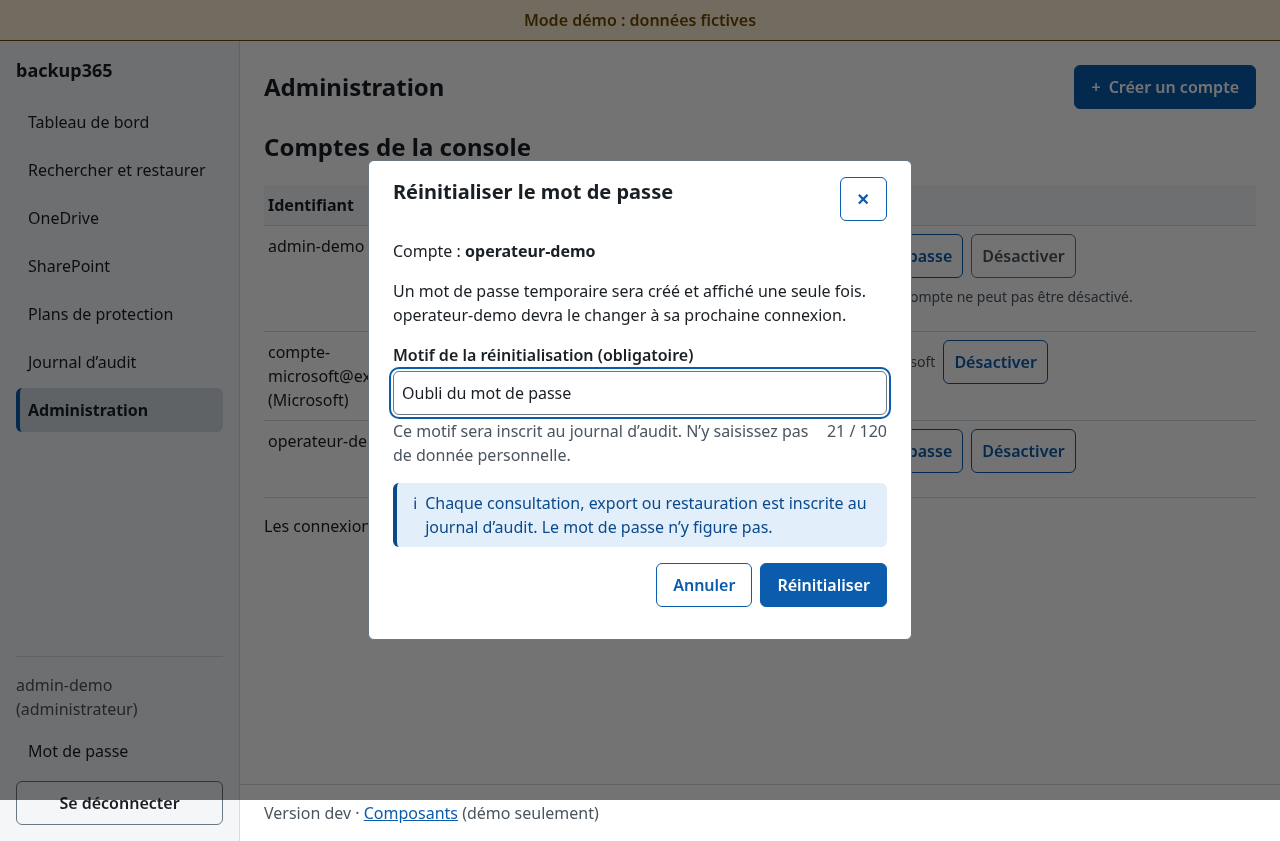 Mode démo : données fictives
backup365
Tableau de bord
Rechercher et restaurer
OneDrive
SharePoint
Plans de protection
Journal d’audit
Administration
admin-demo
(administrateur)
Mot de passe
Se déconnecter
Administration
+ Créer un compte
Comptes de la console
Identifiant
admin-demo
passe
Désactiver
compte ne peut pas être désactivé.
compte-
microsoft@ex
(Microsoft)
soft
Désactiver
operateur-de
passe
Désactiver
Les connexion
Réinitialiser le mot de passe
×
Compte : operateur-demo
Un mot de passe temporaire sera créé et affiché une seule fois.
operateur-demo devra le changer à sa prochaine connexion.
Motif de la réinitialisation (obligatoire)
Oubli du mot de passe
Ce motif sera inscrit au journal d’audit. N’y saisissez pas 21 / 120
de donnée personnelle.
i Chaque consultation, export ou restauration est inscrite au
journal d’audit. Le mot de passe n’y figure pas.
Annuler
Réinitialiser
Version dev · Composants (démo seulement)